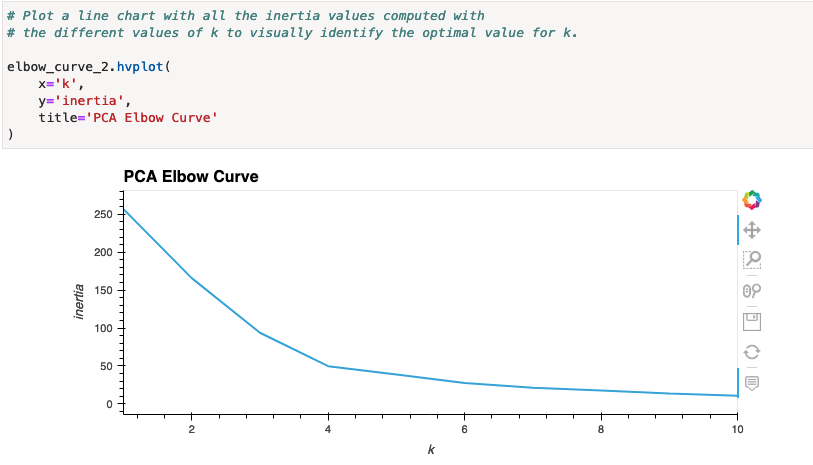 # Plot a line chart with all the inertia values computed with
# the different values of k to visually identify the optimal value for k.
elbow_curve_2.hvplot(
    x='k',
    y='inertia',
    title='PCA Elbow Curve'
)
PCA Elbow Curve
250
200
150
100
50
0
inertia
2 4 6 8 10
k